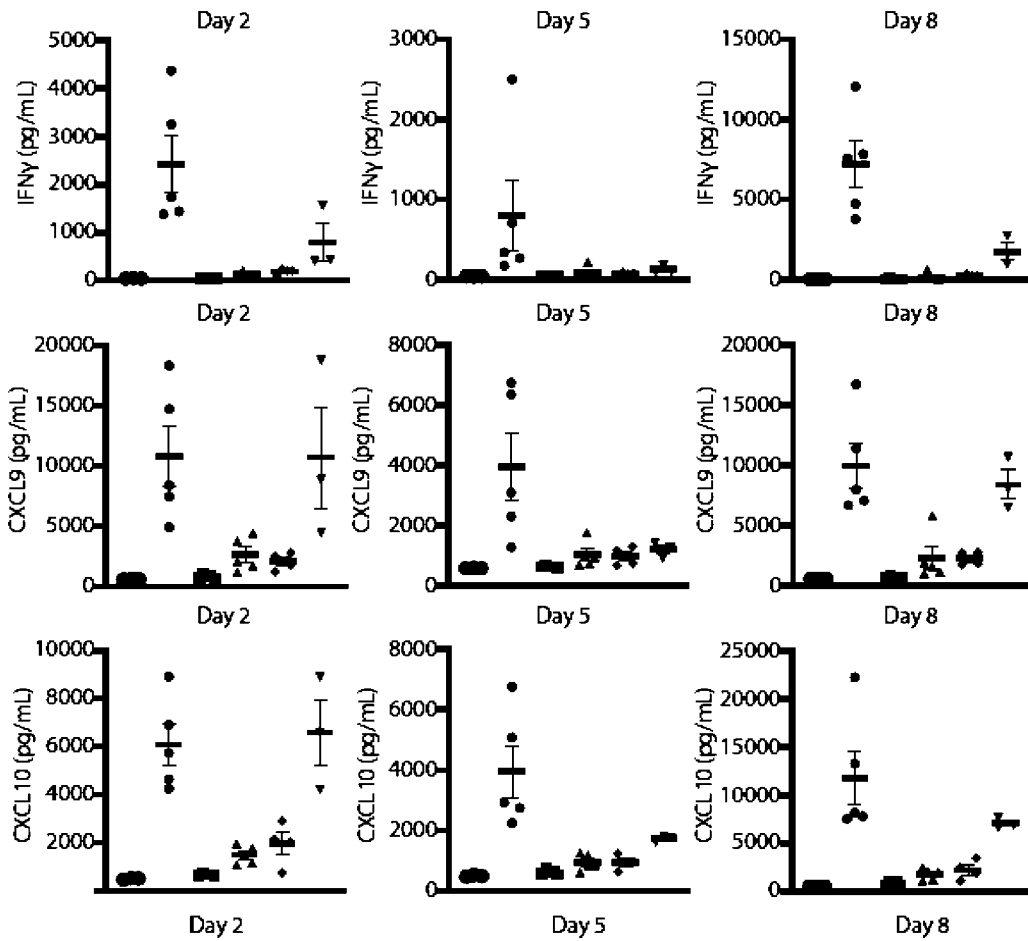 Day 2
Day 5
Day 8
IFNγ (pg/mL)
5000
4000
3000
2000
1000
0
IFNγ (pg/mL)
3000
2000
1000
0
IFNγ (pg/mL)
15000
10000
5000
0
Day 2
Day 5
Day 8
CXCL9 (pg/mL)
20000
15000
10000
5000
0
CXCL9 (pg/mL)
8000
6000
4000
2000
0
CXCL9 (pg/mL)
20000
15000
10000
5000
0
Day 2
Day 5
Day 8
CXCL10 (pg/mL)
10000
8000
6000
4000
2000
CXCL10 (pg/mL)
8000
6000
4000
2000
0
CXCL10 (pg/mL)
25000
20000
15000
10000
5000
0
Day 2
Day 5
Day 8